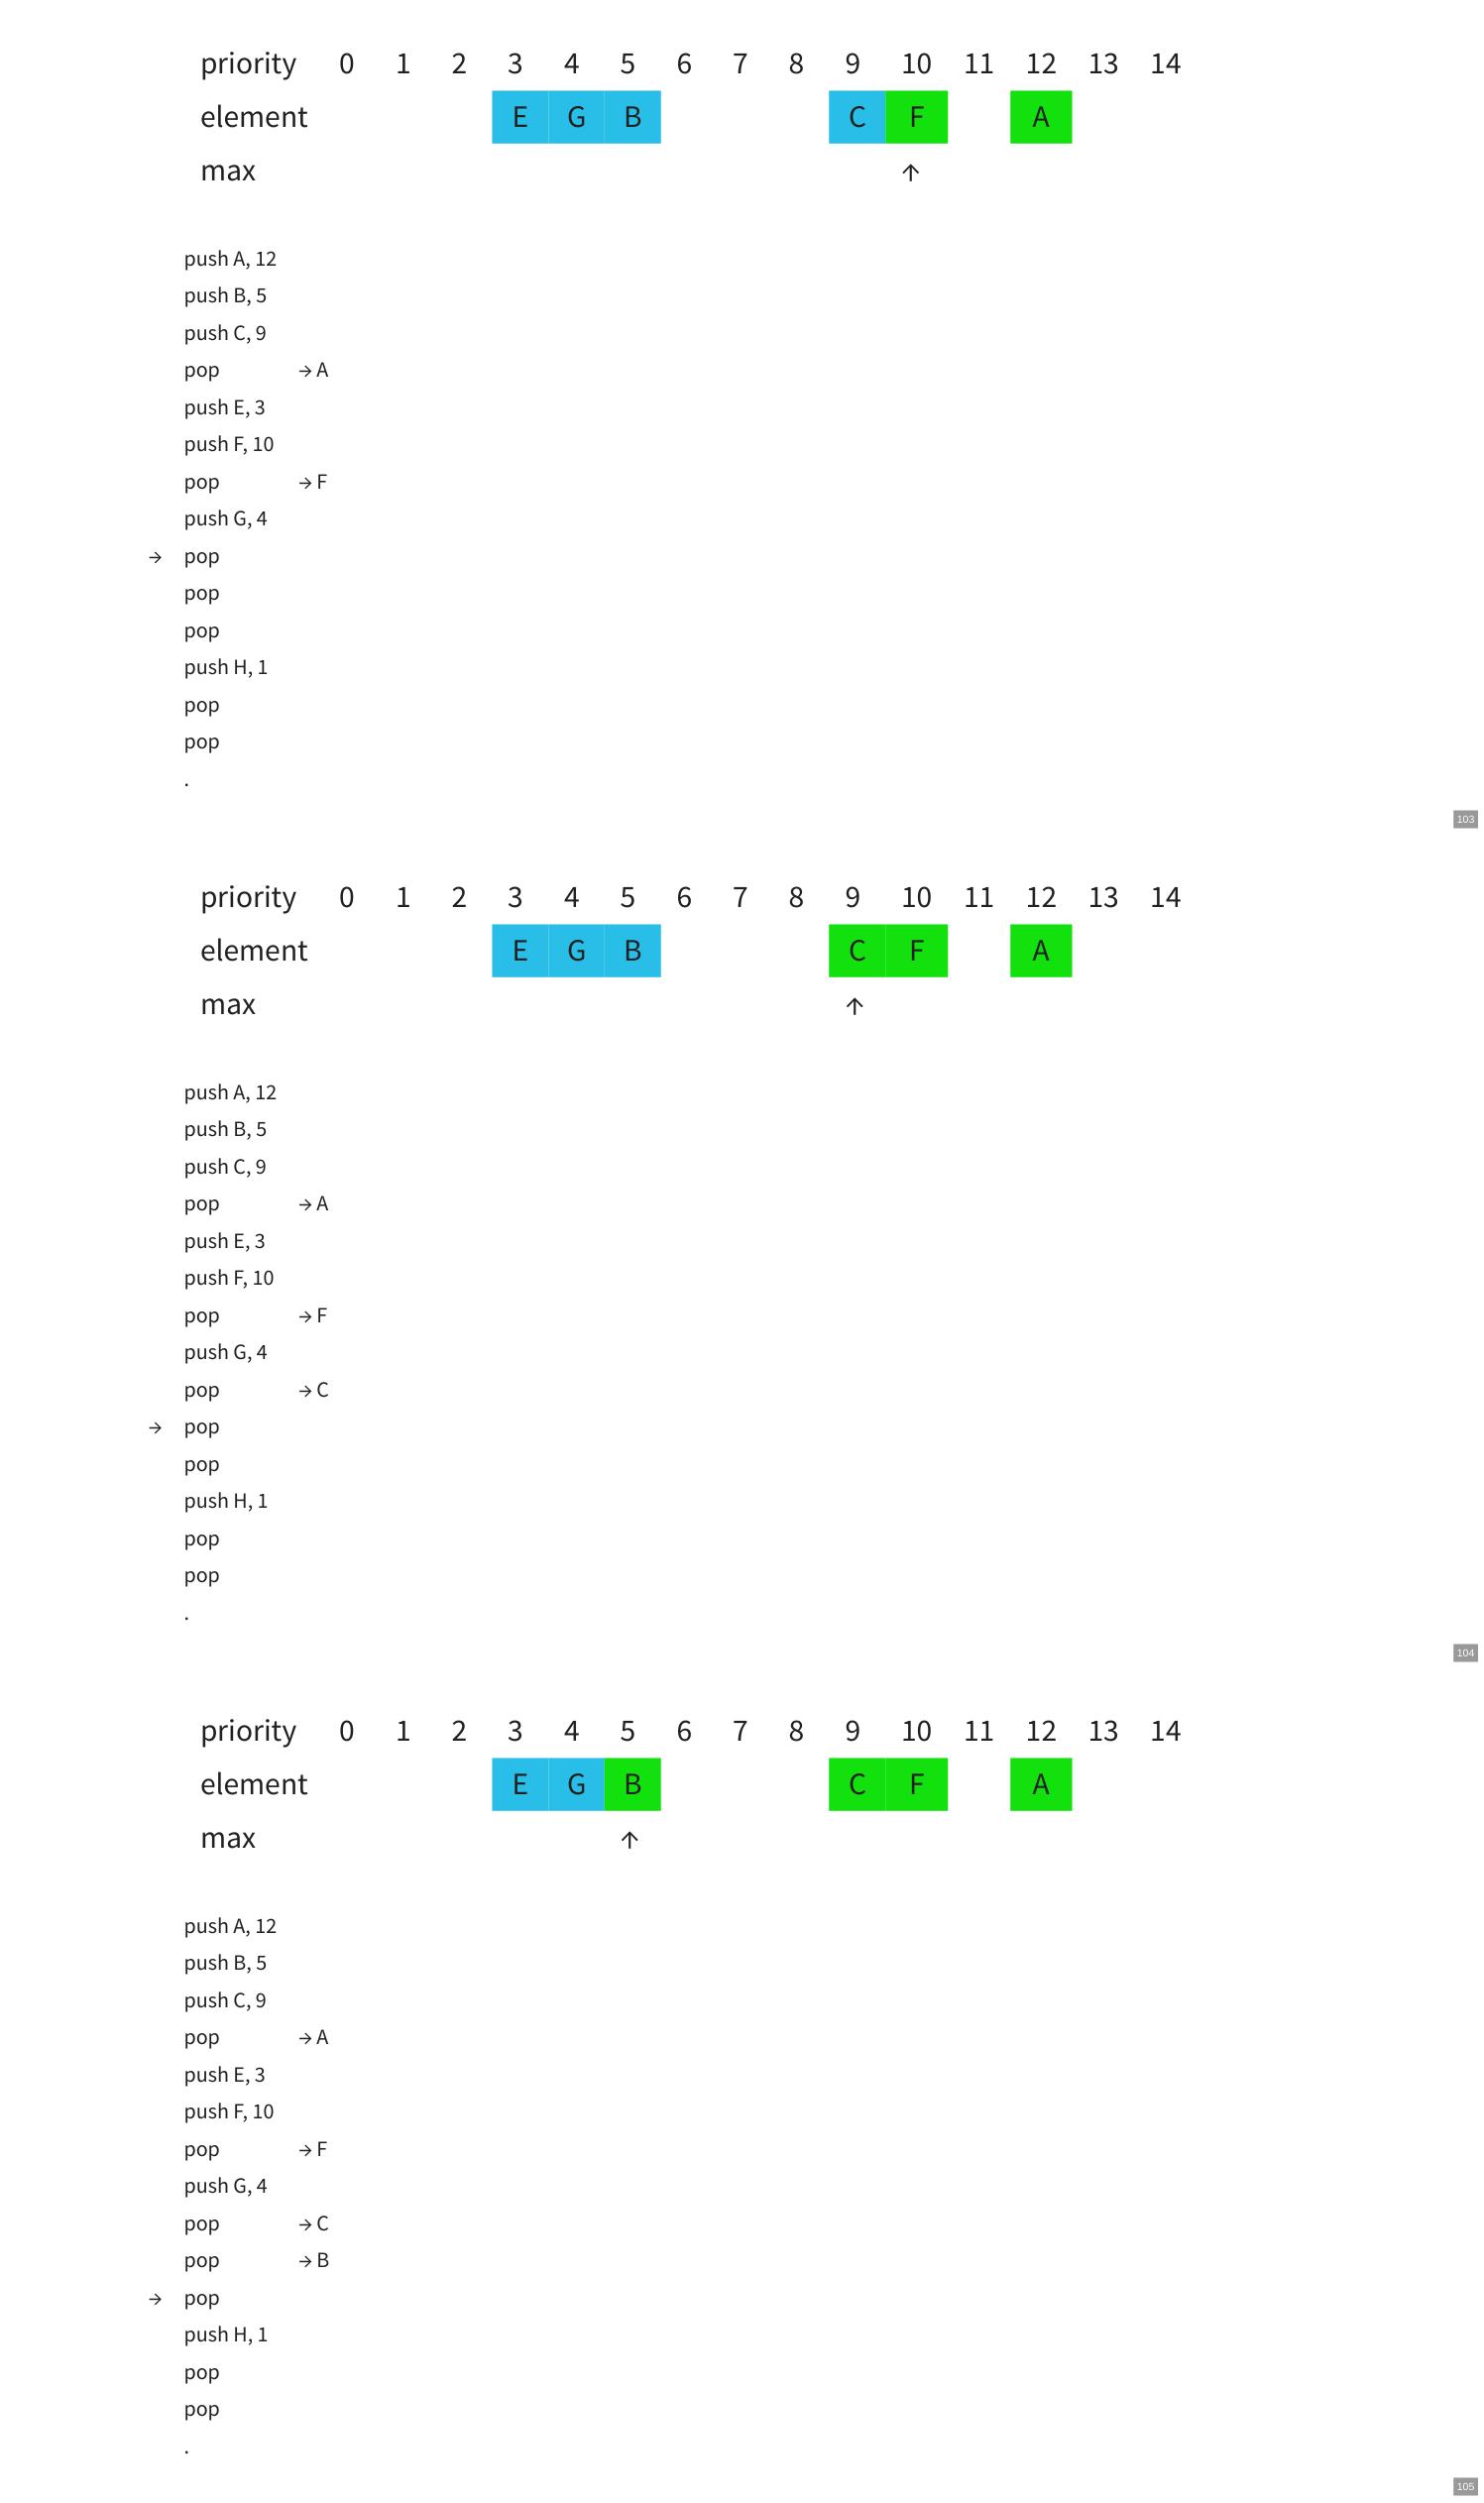 priority 0 1 2 3 4 5 6 7 8 9 10 11 12 13 14
element E G B C F A
max ↑
push A, 12
push B, 5
push C, 9
pop → A
push E, 3
push F, 10
pop → F
push G, 4
→ pop
pop
pop
push H, 1
pop
pop
.
103
priority 0 1 2 3 4 5 6 7 8 9 10 11 12 13 14
element E G B C F A
max ↑
push A, 12
push B, 5
push C, 9
pop → A
push E, 3
push F, 10
pop → F
push G, 4
pop → C
→ pop
pop
push H, 1
pop
pop
.
104
priority 0 1 2 3 4 5 6 7 8 9 10 11 12 13 14
element E G B C F A
max ↑
push A, 12
push B, 5
push C, 9
pop → A
push E, 3
push F, 10
pop → F
push G, 4
pop → C
pop → B
→ pop
push H, 1
pop
pop
.
105